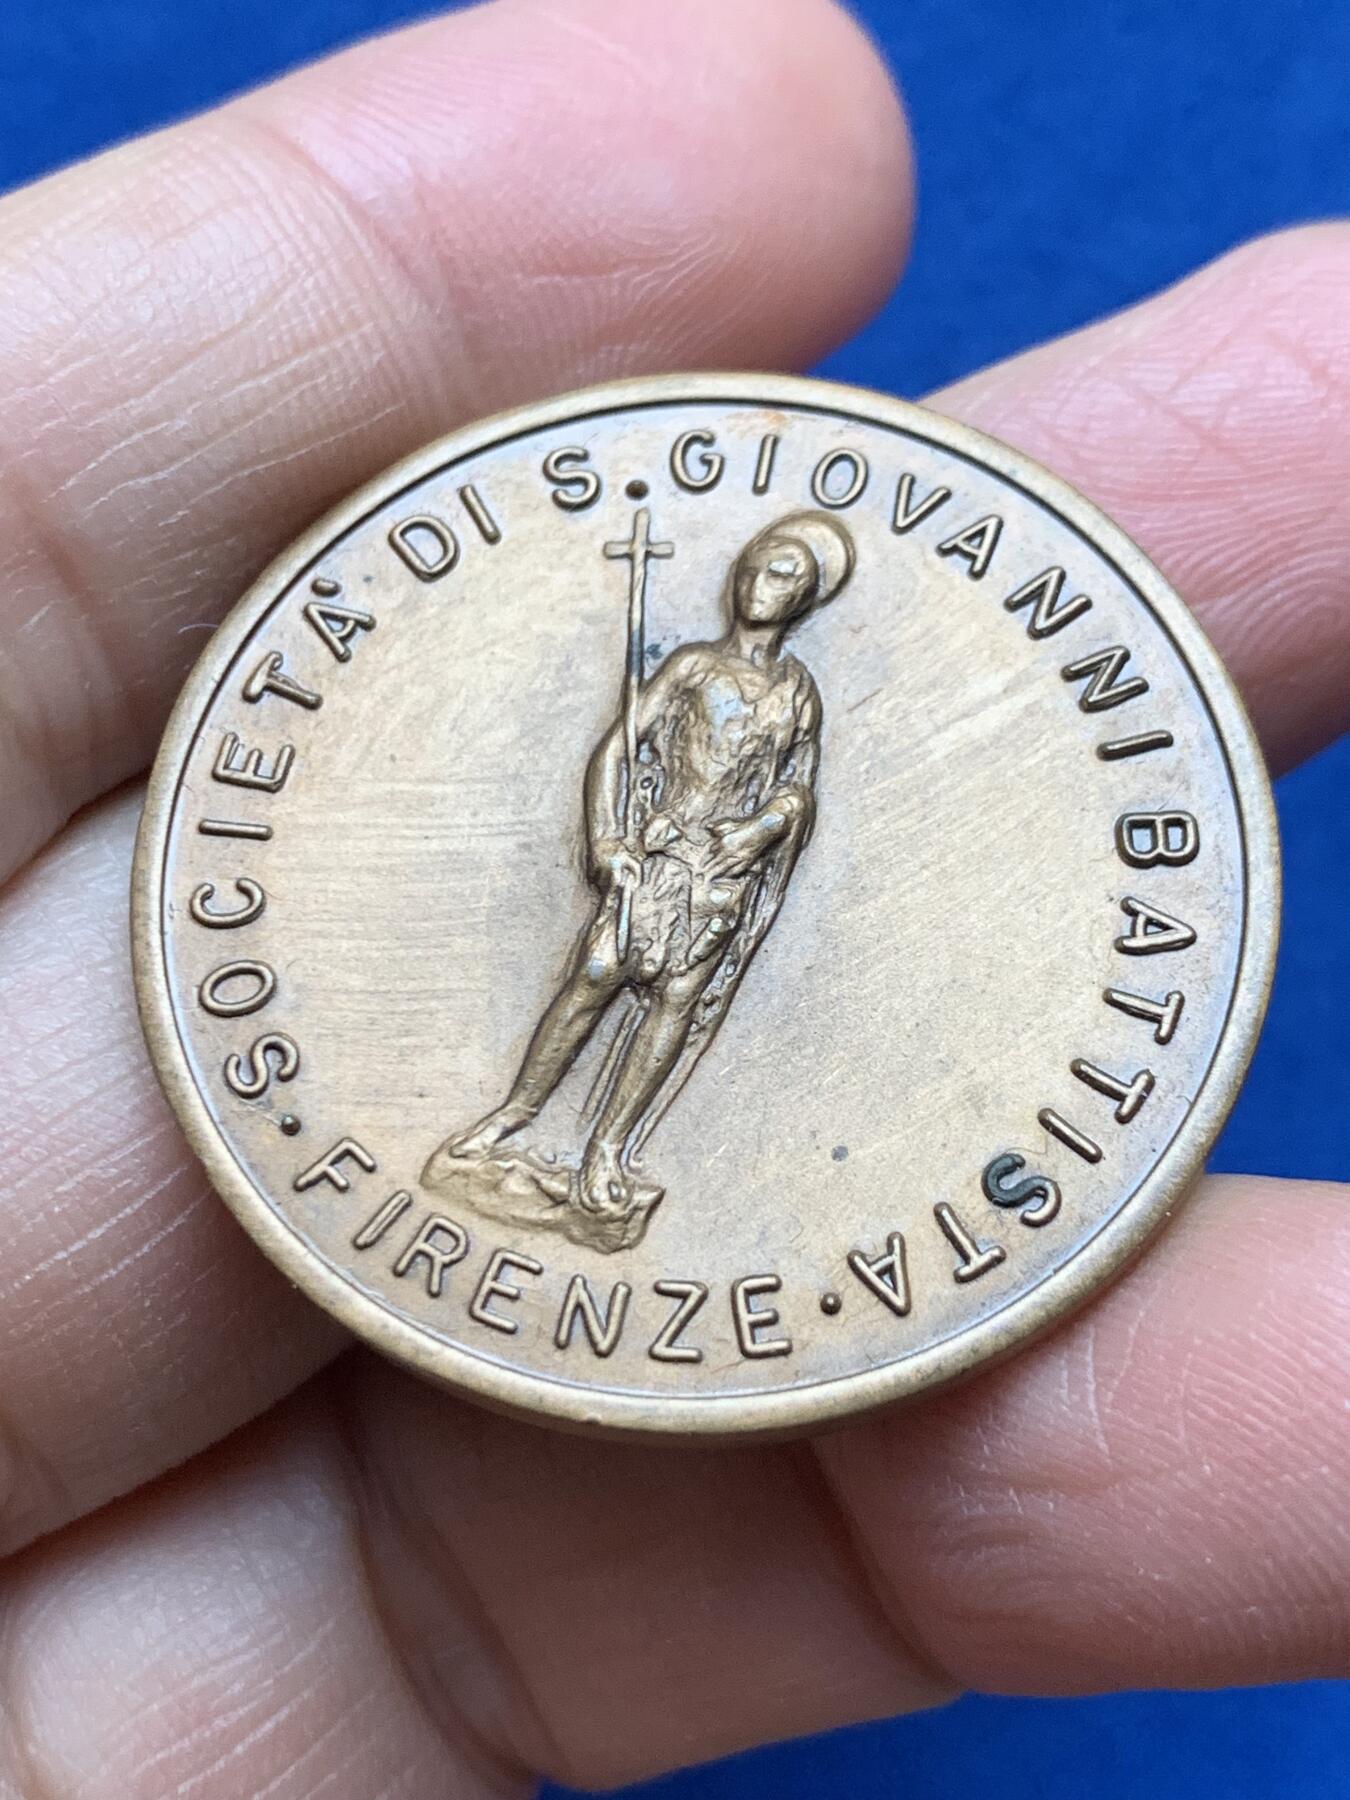 SOCIETÀ DI S. GIOVANNI BATTISTA
· FIRENZE ·